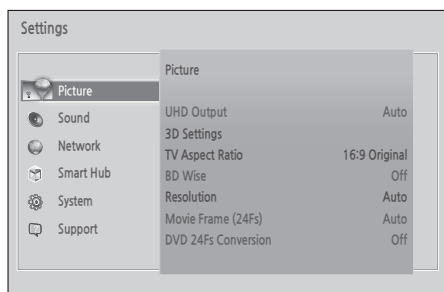 Settings
Picture
Sound
Network
Smart Hub
System
Support
Picture
UHD Output Auto
3D Settings
TV Aspect Ratio 16:9 Original
BD Wise Off
Resolution Auto
Movie Frame (24Fs) Auto
DVD 24Fs Conversion Off